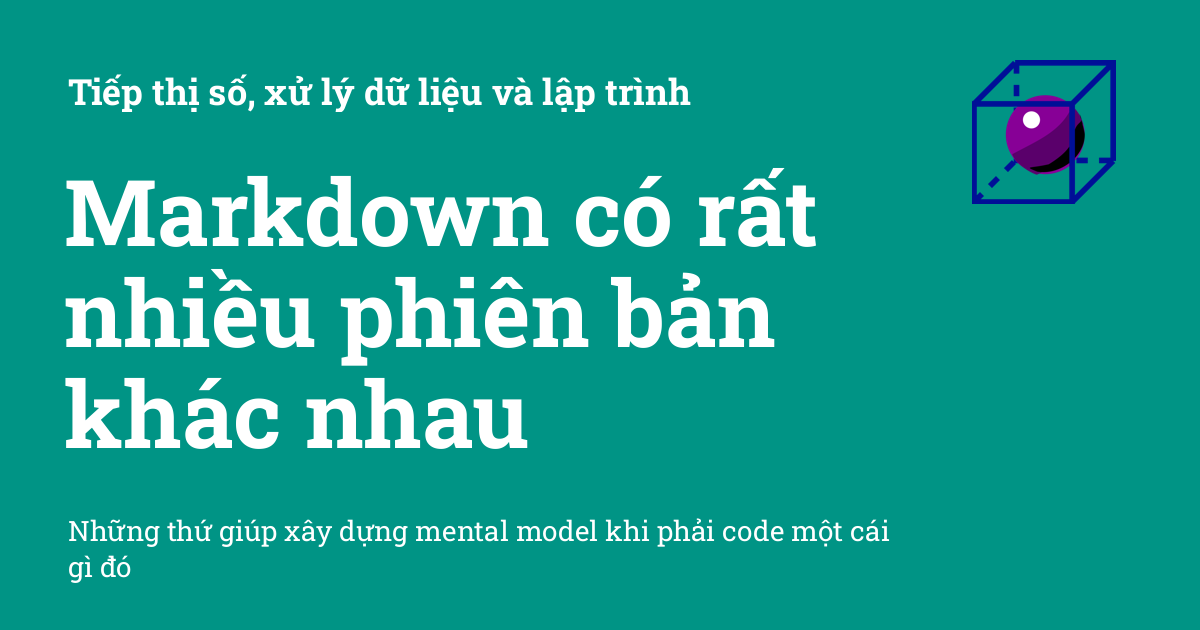 Tiếp thị số, xử lý dữ liệu và lập trình
Markdown có rất
nhiều phiên bản
khác nhau
Những thứ giúp xây dựng mental model khi phải code một cái
gì đó